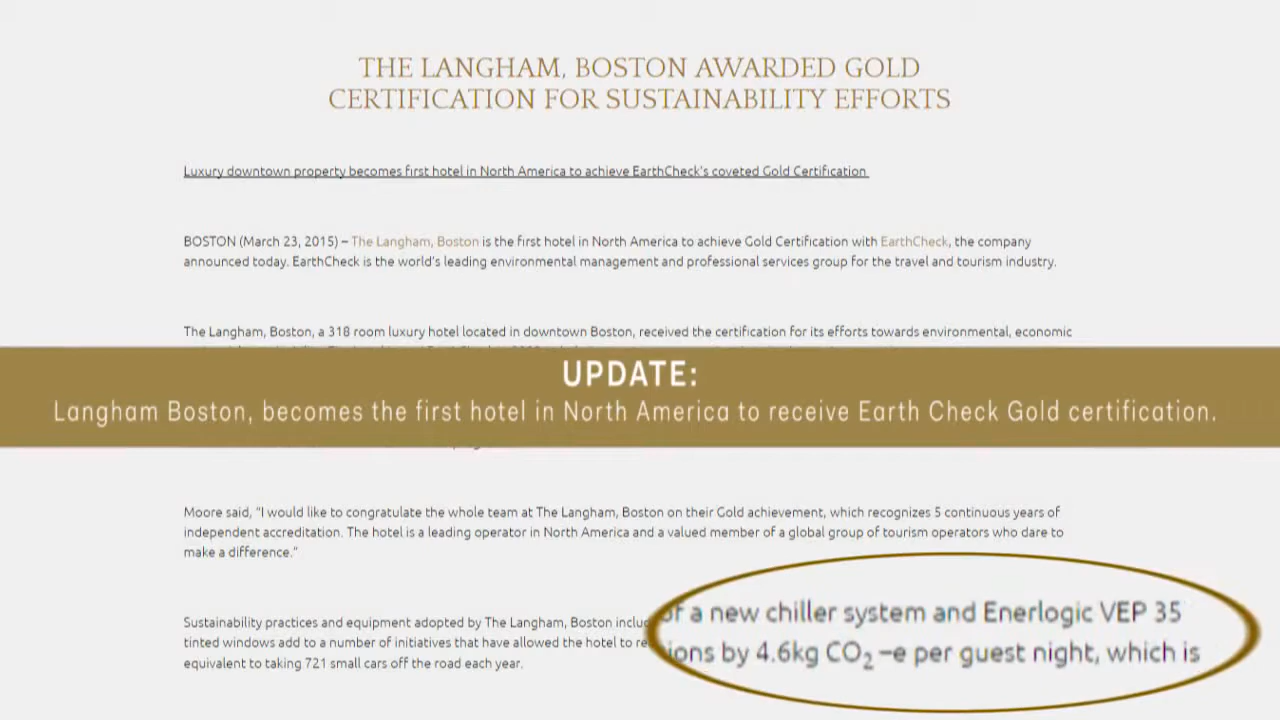 THE LANGHAM, BOSTON AWARDED GOLD
CERTIFICATION FOR SUSTAINABILITY EFFORTS
Luxury downtown property becomes first hotel in North America to achieve EarthCheck's coveted Gold Certification
BOSTON (March 23, 2015) – The Langham, Boston is the first hotel in North America to achieve Gold Certification with EarthCheck, the company
announced today. EarthCheck is the world's leading environmental management and professional services group for the travel and tourism industry.
The Langham, Boston, a 318 room luxury hotel located in downtown Boston, received the certification for its efforts towards environmental, economic
UPDATE:
Langham Boston, becomes the first hotel in North America to receive Earth Check Gold certification.
Moore said, "I would like to congratulate the whole team at The Langham, Boston on their Gold achievement, which recognizes 5 continuous years of
independent accreditation. The hotel is a leading operator in North America and a valued member of a global group of tourism operators who dare to
make a difference."
Sustainability practices and equipment adopted by The Langham, Boston
tinted windows add to a number of initiatives that have allowed the hotel to
equivalent to taking 721 small cars off the road each year.
of a new chiller system and Enerlogic VEP 35
ions by 4.6kg CO₂ –e per guest night, which is